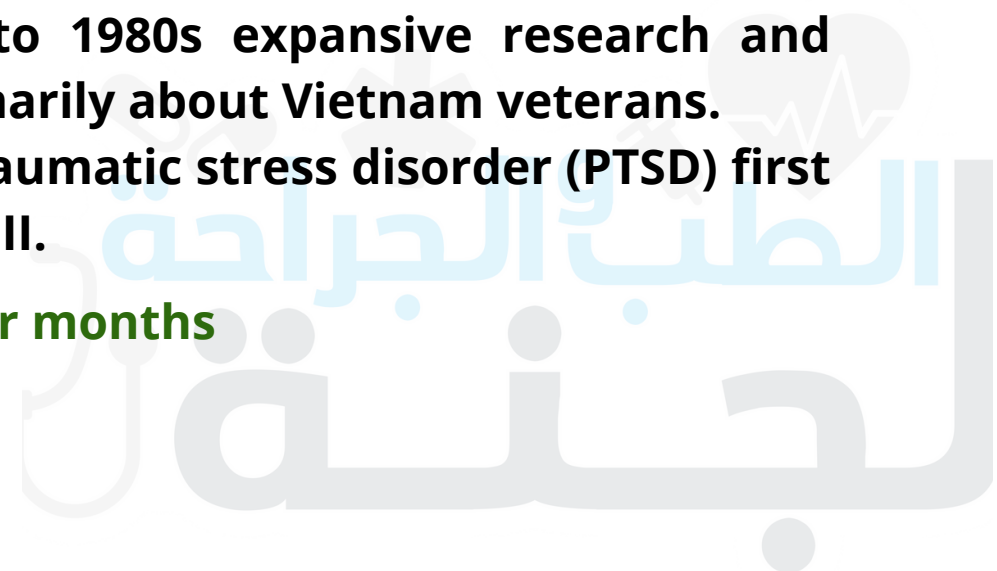 to 1980s expansive research and
narily about Vietnam veterans.
aumatic stress disorder (PTSD) first
II.
r months
الطب والجراحة
لجنة